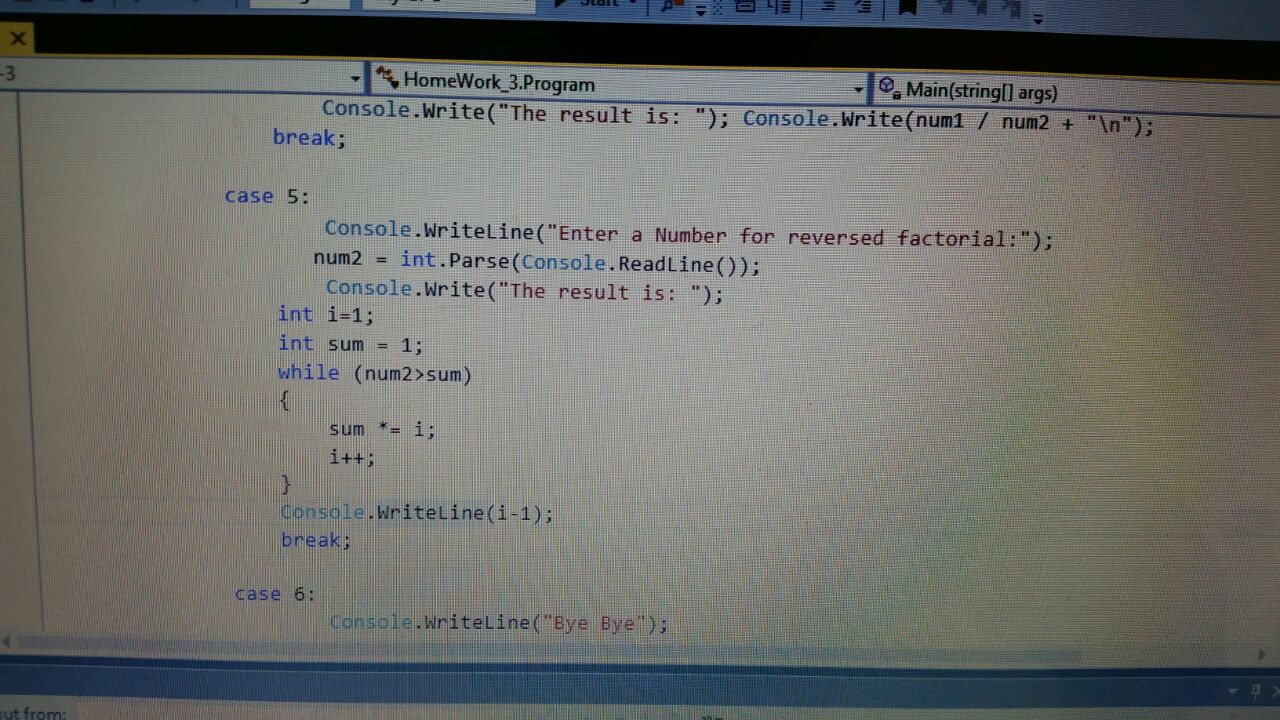 Start
-3
HomeWork_3.Program
Main(string[] args)
Console.Write("The result is: "); Console.Write(num1 / num2 + "\n");
break;
case 5:
Console.WriteLine("Enter a Number for reversed factorial:");
num2 = int.Parse(Console.ReadLine());
Console.Write("The result is: ");
int i=1;
int sum = 1;
while (num2>sum)
{
sum *= i;
i++;
}
Console.WriteLine(i-1);
break;
case 6:
Console.WriteLine("Bye Bye");
out from: